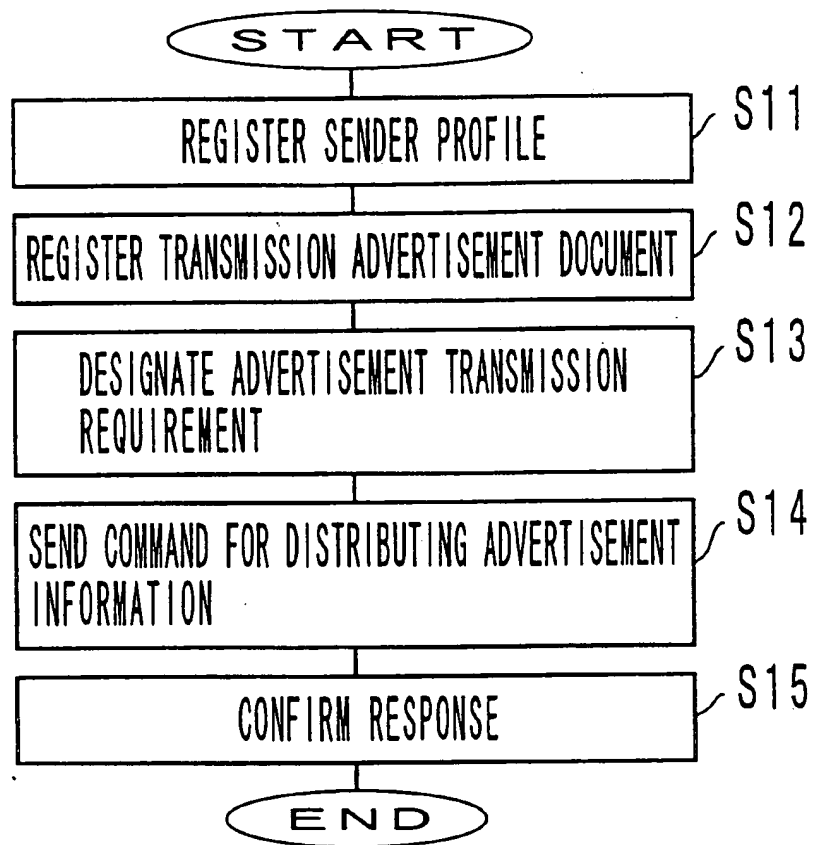 START
REGISTER SENDER PROFILE
S11
REGISTER TRANSMISSION ADVERTISEMENT DOCUMENT
S12
DESIGNATE ADVERTISEMENT TRANSMISSION
REQUIREMENT
S13
SEND COMMAND FOR DISTRIBUTING ADVERTISEMENT
INFORMATION
S14
CONFIRM RESPONSE
S15
END